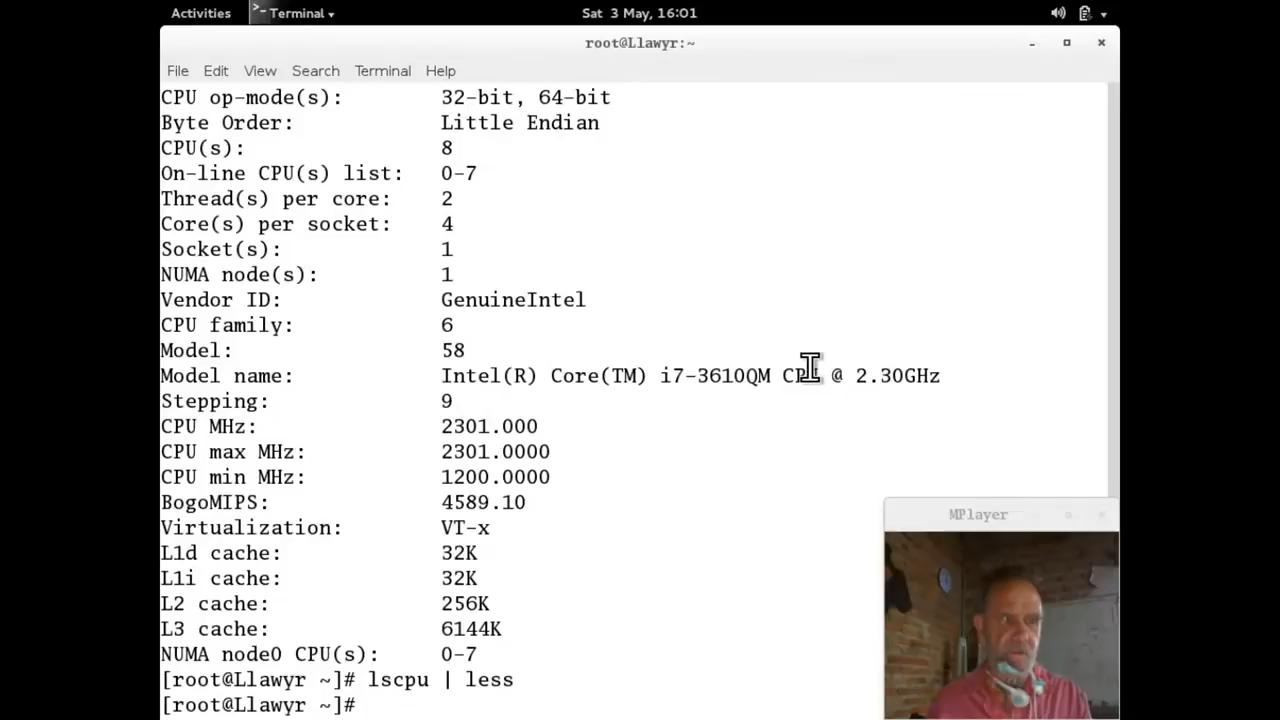 Activities
Terminal
Sat 3 May, 16:01
root@Llawyr:~
File Edit View Search Terminal Help
CPU op-mode(s): 32-bit, 64-bit
Byte Order: Little Endian
CPU(s): 8
On-line CPU(s) list: 0-7
Thread(s) per core: 2
Core(s) per socket: 4
Socket(s): 1
NUMA node(s): 1
Vendor ID: GenuineIntel
CPU family: 6
Model: 58
Model name: Intel(R) Core(TM) i7-3610QM CPU @ 2.30GHz
Stepping: 9
CPU MHz: 2301.000
CPU max MHz: 2301.0000
CPU min MHz: 1200.0000
BogoMIPS: 4589.10
Virtualization: VT-x
L1d cache: 32K
L1i cache: 32K
L2 cache: 256K
L3 cache: 6144K
NUMA node0 CPU(s): 0-7
[root@Llawyr ~]# lscpu | less
[root@Llawyr ~]#
MPlayer